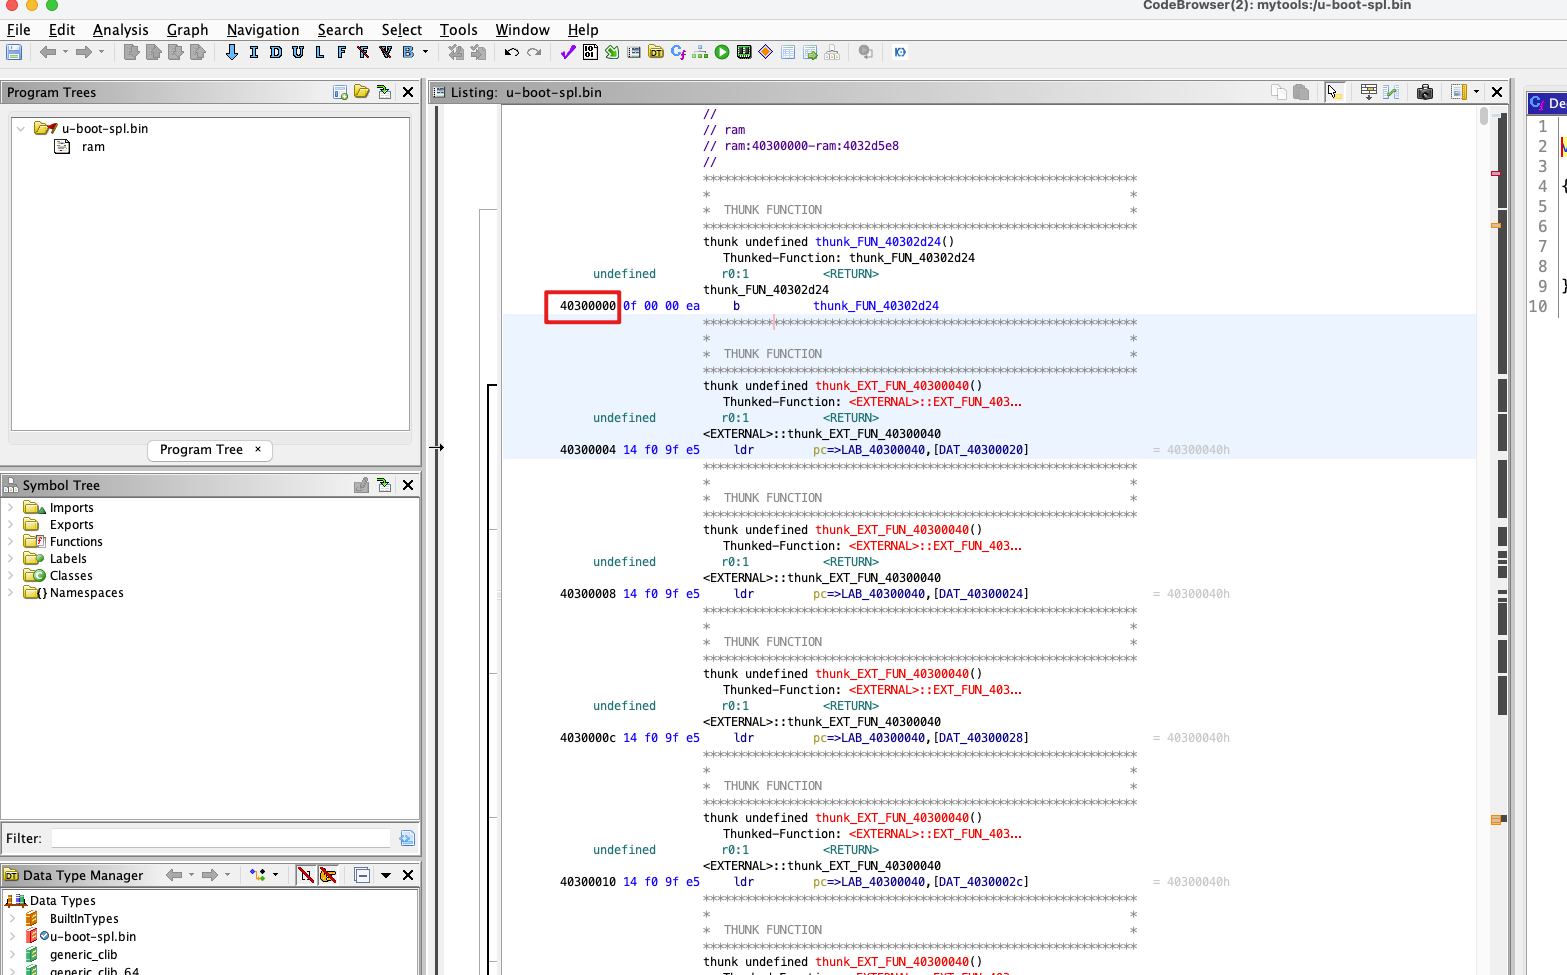 CodeBrowser(2): mytools:/u-boot-spl.bin
File Edit Analysis Graph Navigation Search Select Tools Window Help
I D U L F B
Program Trees
u-boot-spl.bin
ram
Program Tree ×
Symbol Tree
Imports
Exports
Functions
Labels
Classes
Namespaces
Filter:
Data Type Manager
Data Types
BuiltInTypes
u-boot-spl.bin
generic_clib
generic_clib_64
Listing: u-boot-spl.bin
//
// ram
// ram:40300000-ram:4032d5e8
//
* THUNK FUNCTION *
thunk undefined thunk_FUN_40302d24()
Thunked-Function: thunk_FUN_40302d24
undefined r0:1 <RETURN>
thunk_FUN_40302d24
40300000 0f 00 00 ea b thunk_FUN_40302d24
* THUNK FUNCTION *
thunk undefined thunk_EXT_FUN_40300040()
Thunked-Function: <EXTERNAL>::EXT_FUN_403...
undefined r0:1 <RETURN>
<EXTERNAL>::thunk_EXT_FUN_40300040
40300004 14 f0 9f e5 ldr pc=>LAB_40300040,[DAT_40300020] = 40300040h
* THUNK FUNCTION *
thunk undefined thunk_EXT_FUN_40300040()
Thunked-Function: <EXTERNAL>::EXT_FUN_403...
undefined r0:1 <RETURN>
<EXTERNAL>::thunk_EXT_FUN_40300040
40300008 14 f0 9f e5 ldr pc=>LAB_40300040,[DAT_40300024] = 40300040h
* THUNK FUNCTION *
thunk undefined thunk_EXT_FUN_40300040()
Thunked-Function: <EXTERNAL>::EXT_FUN_403...
undefined r0:1 <RETURN>
<EXTERNAL>::thunk_EXT_FUN_40300040
4030000c 14 f0 9f e5 ldr pc=>LAB_40300040,[DAT_40300028] = 40300040h
* THUNK FUNCTION *
thunk undefined thunk_EXT_FUN_40300040()
Thunked-Function: <EXTERNAL>::EXT_FUN_403...
undefined r0:1 <RETURN>
<EXTERNAL>::thunk_EXT_FUN_40300040
40300010 14 f0 9f e5 ldr pc=>LAB_40300040,[DAT_4030002c] = 40300040h
* THUNK FUNCTION *
thunk undefined thunk_EXT_FUN_40300040()
De
1
2
3
4 {
5
6
7
8
9 }
10